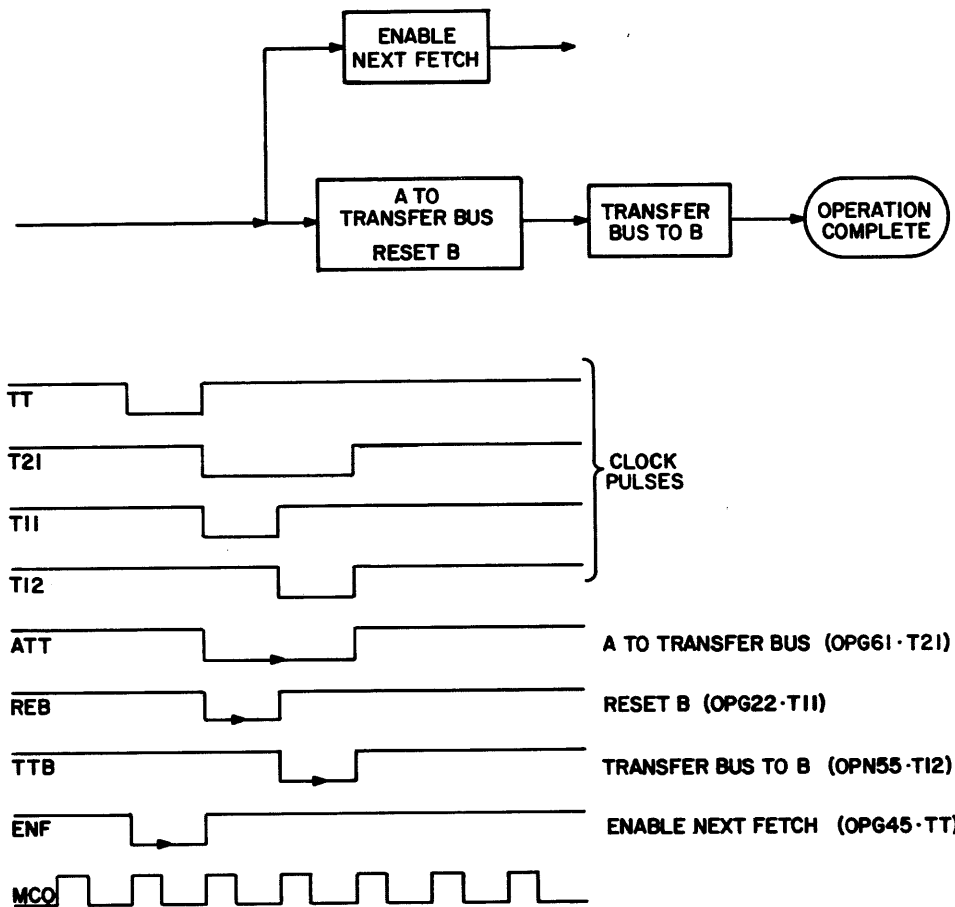 ENABLE
NEXT FETCH
A TO
TRANSFER BUS
RESET B
TRANSFER
BUS TO B
OPERATION
COMPLETE
TT
T21
T11
T12
CLOCK
PULSES
ATT
A TO TRANSFER BUS (OPG61·T21)
REB
RESET B (OPG22·T11)
TTB
TRANSFER BUS TO B (OPN55·T12)
ENF
ENABLE NEXT FETCH (OPG45·TT)
MCO